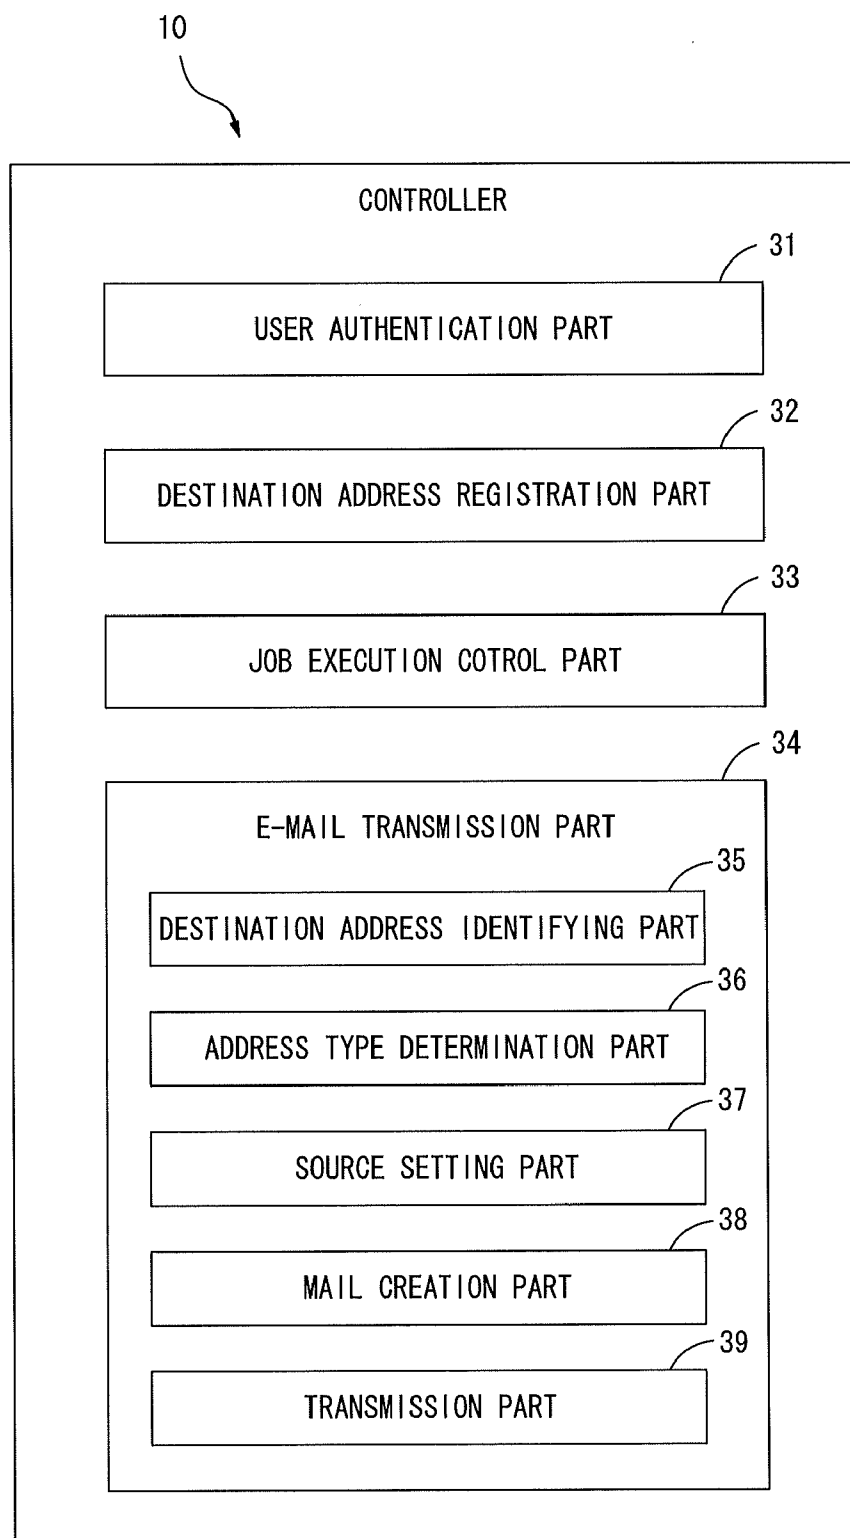 10
CONTROLLER
31
USER AUTHENTICATION PART
32
DESTINATION ADDRESS REGISTRATION PART
33
JOB EXECUTION COTROL PART
34
E-MAIL TRANSMISSION PART
35
DESTINATION ADDRESS IDENTIFYING PART
36
ADDRESS TYPE DETERMINATION PART
37
SOURCE SETTING PART
38
MAIL CREATION PART
39
TRANSMISSION PART